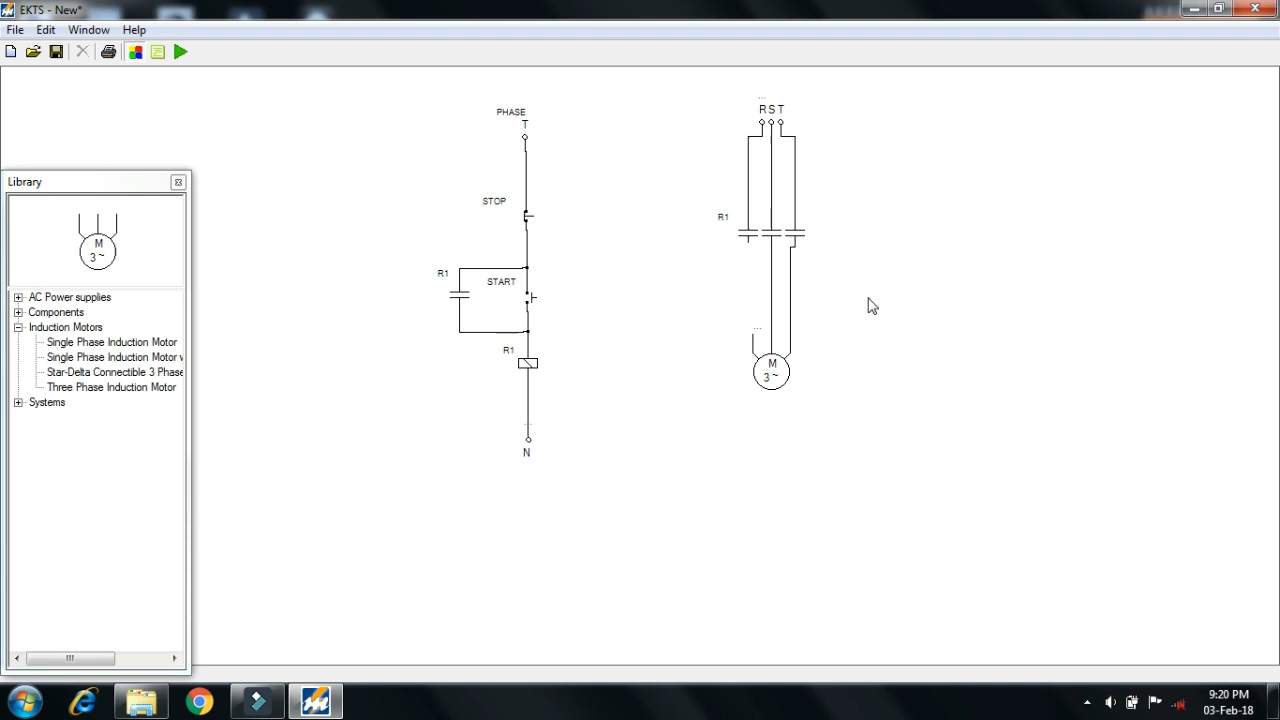 EKTS - New*
File Edit Window Help
Library
M
3 ~
AC Power supplies
Components
Induction Motors
Single Phase Induction Motor
Single Phase Induction Motor w
Star-Delta Connectible 3 Phase
Three Phase Induction Motor
Systems
PHASE
T
STOP
R1
START
R1
N
...
R S T
R1
...
M
3 ~
9:20 PM
03-Feb-18